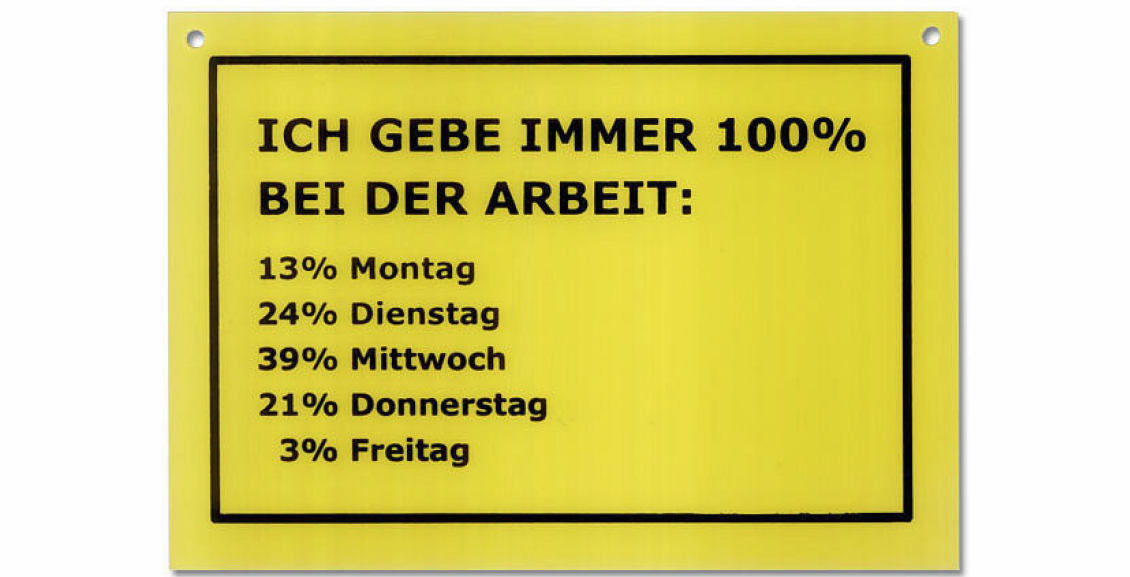 ICH GEBE IMMER 100%
BEI DER ARBEIT:
13% Montag
24% Dienstag
39% Mittwoch
21% Donnerstag
3% Freitag